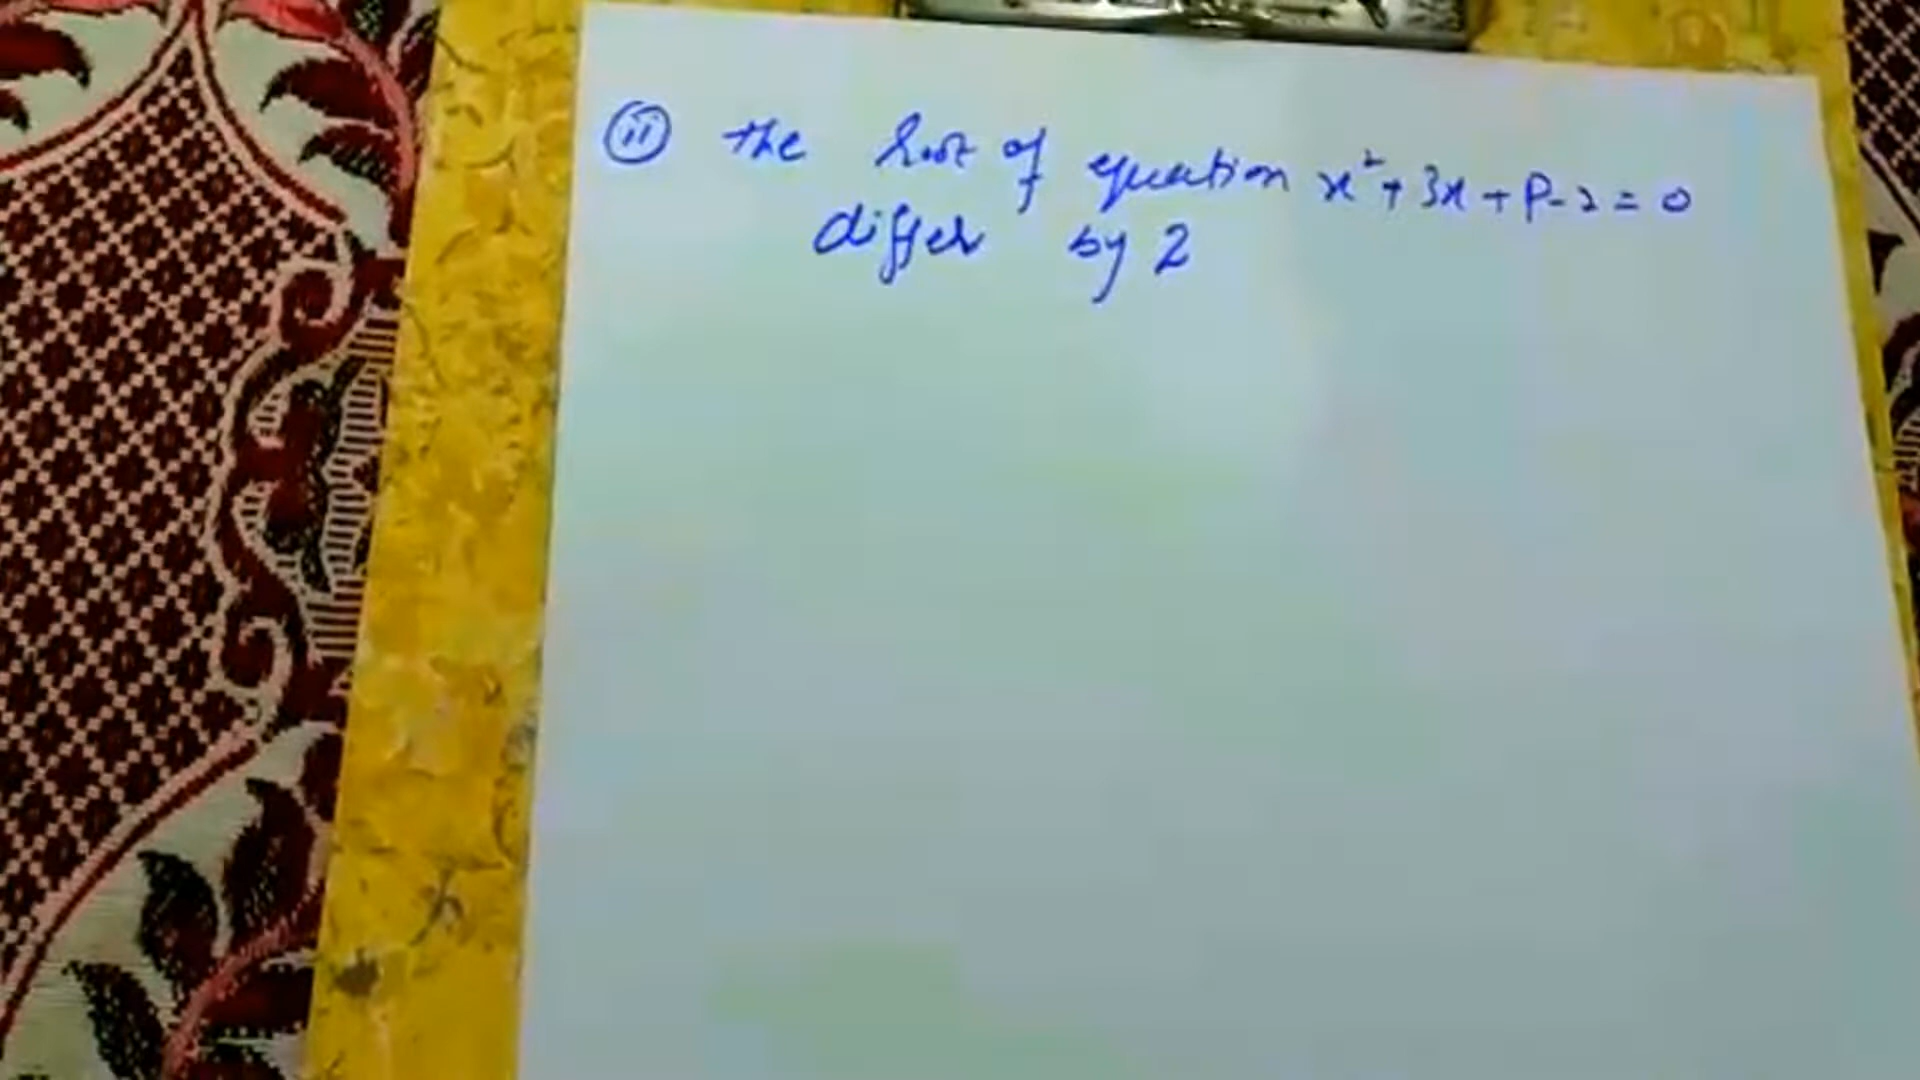 (ii) the Root of equation x² + 3x + P - 2 = 0
differ by 2